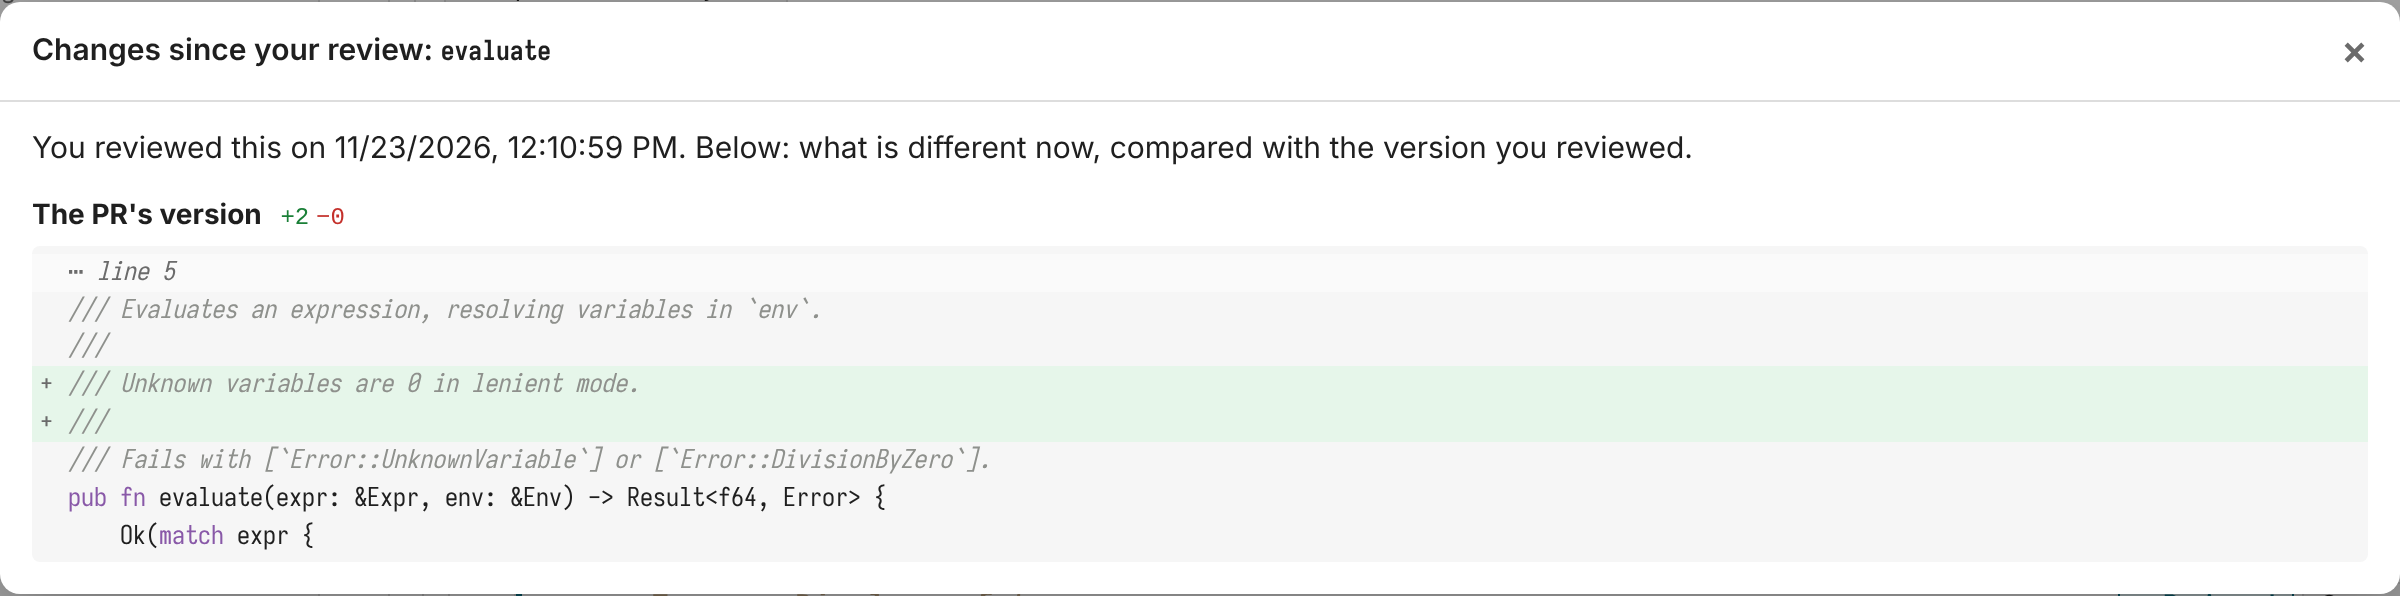 Changes since your review: evaluate ×
You reviewed this on 11/23/2026, 12:10:59 PM. Below: what is different now, compared with the version you reviewed.
The PR's version +2 −0
⋯ line 5
/// Evaluates an expression, resolving variables in `env`.
///
+ /// Unknown variables are 0 in lenient mode.
+ ///
/// Fails with [`Error::UnknownVariable`] or [`Error::DivisionByZero`].
pub fn evaluate(expr: &Expr, env: &Env) -> Result<f64, Error> {
    Ok(match expr {